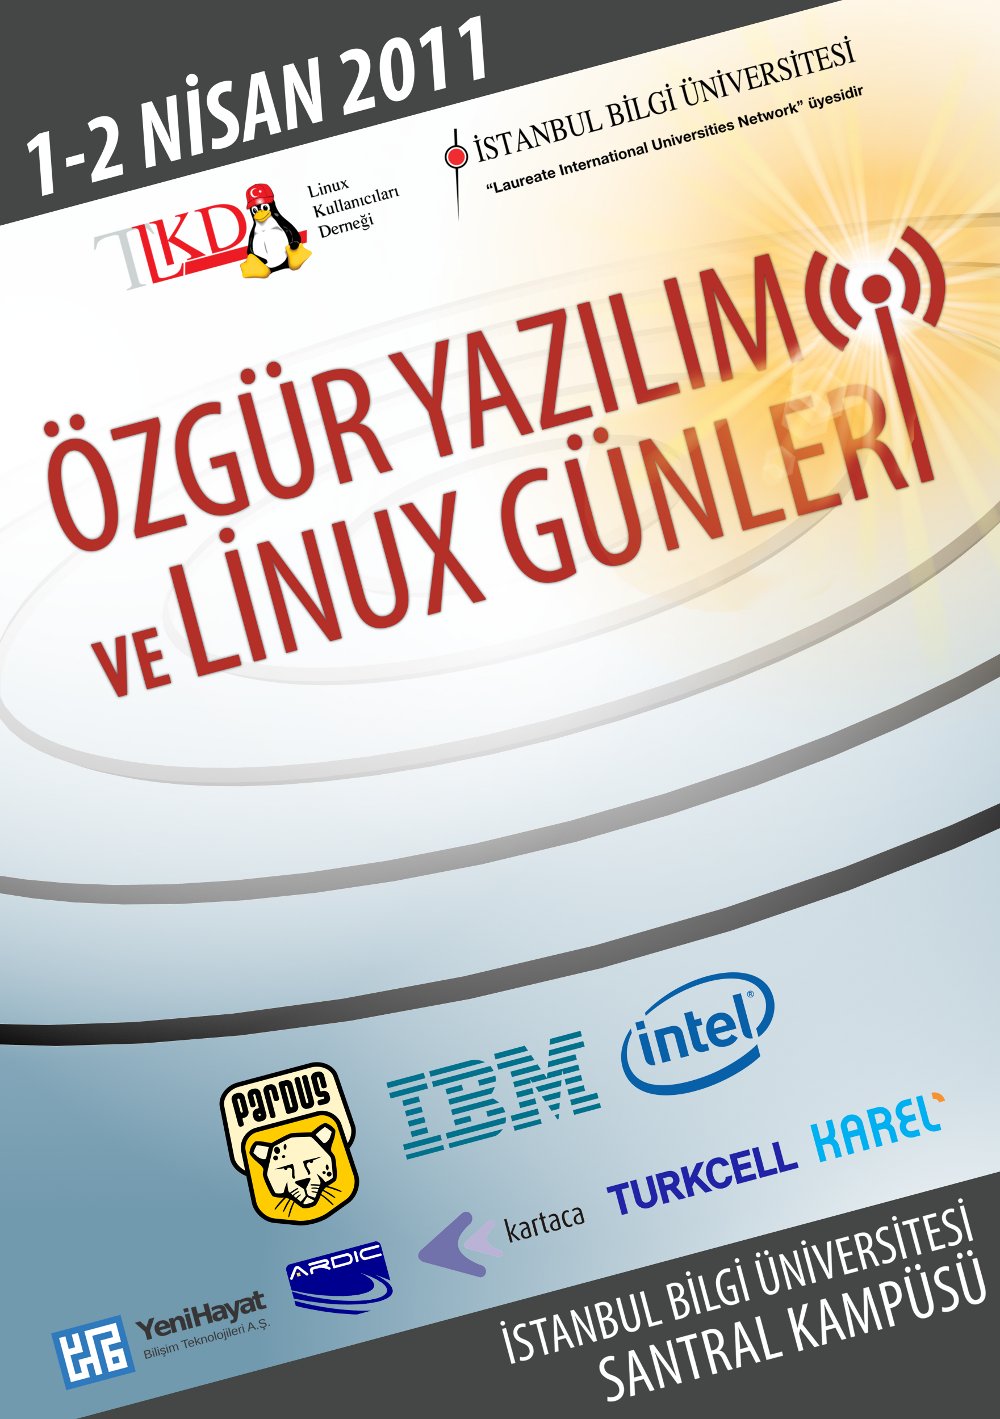 1-2 NİSAN 2011
TLKD
Linux
Kullanıcıları
Derneği
İSTANBUL BİLGİ ÜNİVERSİTESİ
“Laureate International Universities Network” üyesidir
ÖZGÜR YAZILIM
VE LİNUX GÜNLERİ
PARDUS
IBM
intel®
YeniHayat
Bilişim Teknolojileri A.Ş.
ARDIC
kartaca
TURKCELL
KAREL
İSTANBUL BİLGİ ÜNİVERSİTESİ
SANTRAL KAMPÜSÜ